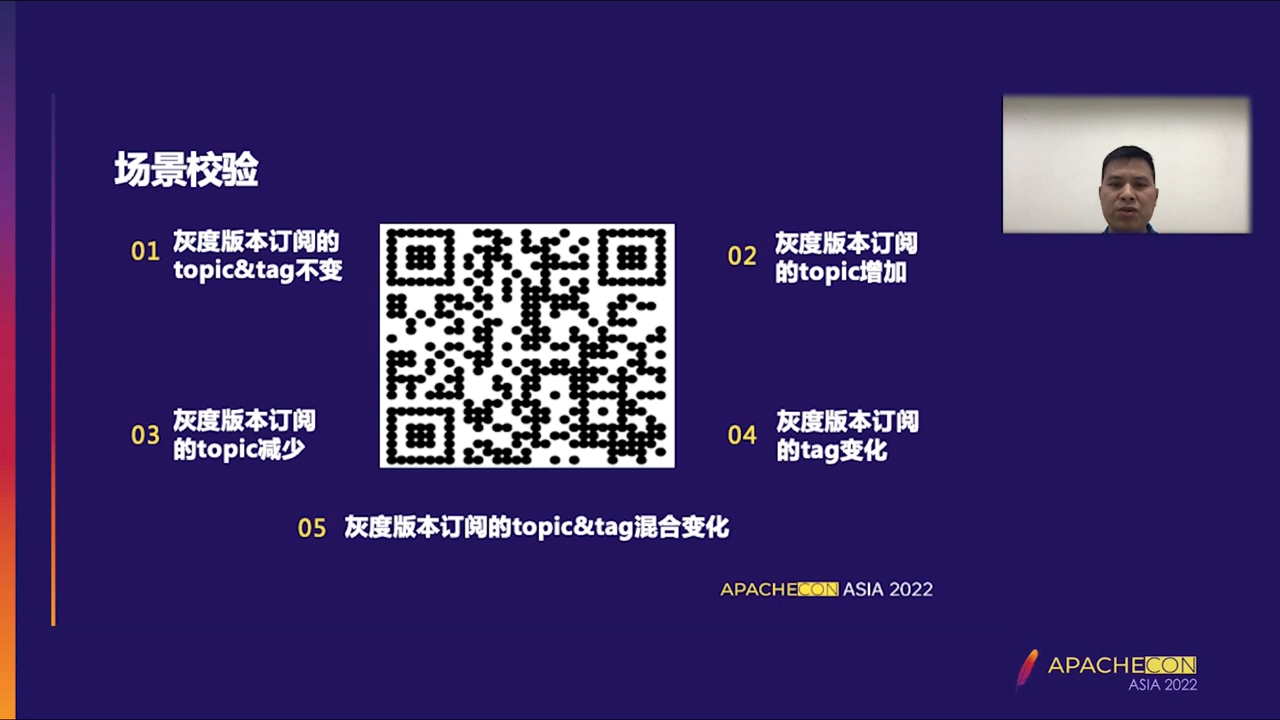 场景校验
01
灰度版本订阅的
topic&tag不变
02
灰度版本订阅
的topic增加
03
灰度版本订阅
的topic减少
04
灰度版本订阅
的tag变化
05 灰度版本订阅的topic&tag混合变化
APACHECON ASIA 2022
APACHECON
ASIA 2022